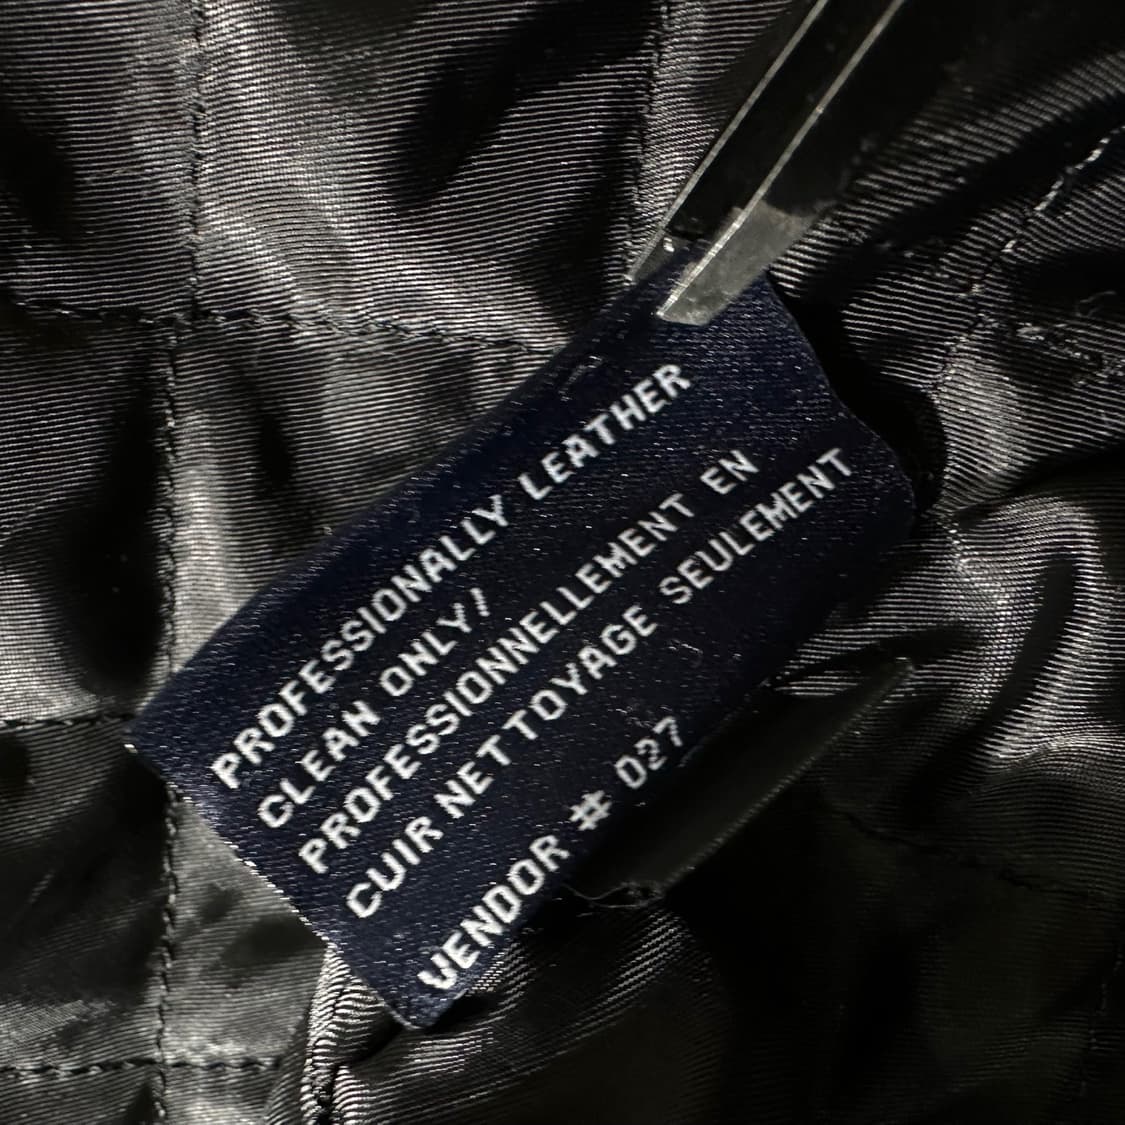 PROFESSIONALLY LEATHER
CLEAN ONLY/
PROFESSIONNELLEMENT EN
CUIR NETTOYAGE SEULEMENT
VENDOR # 027